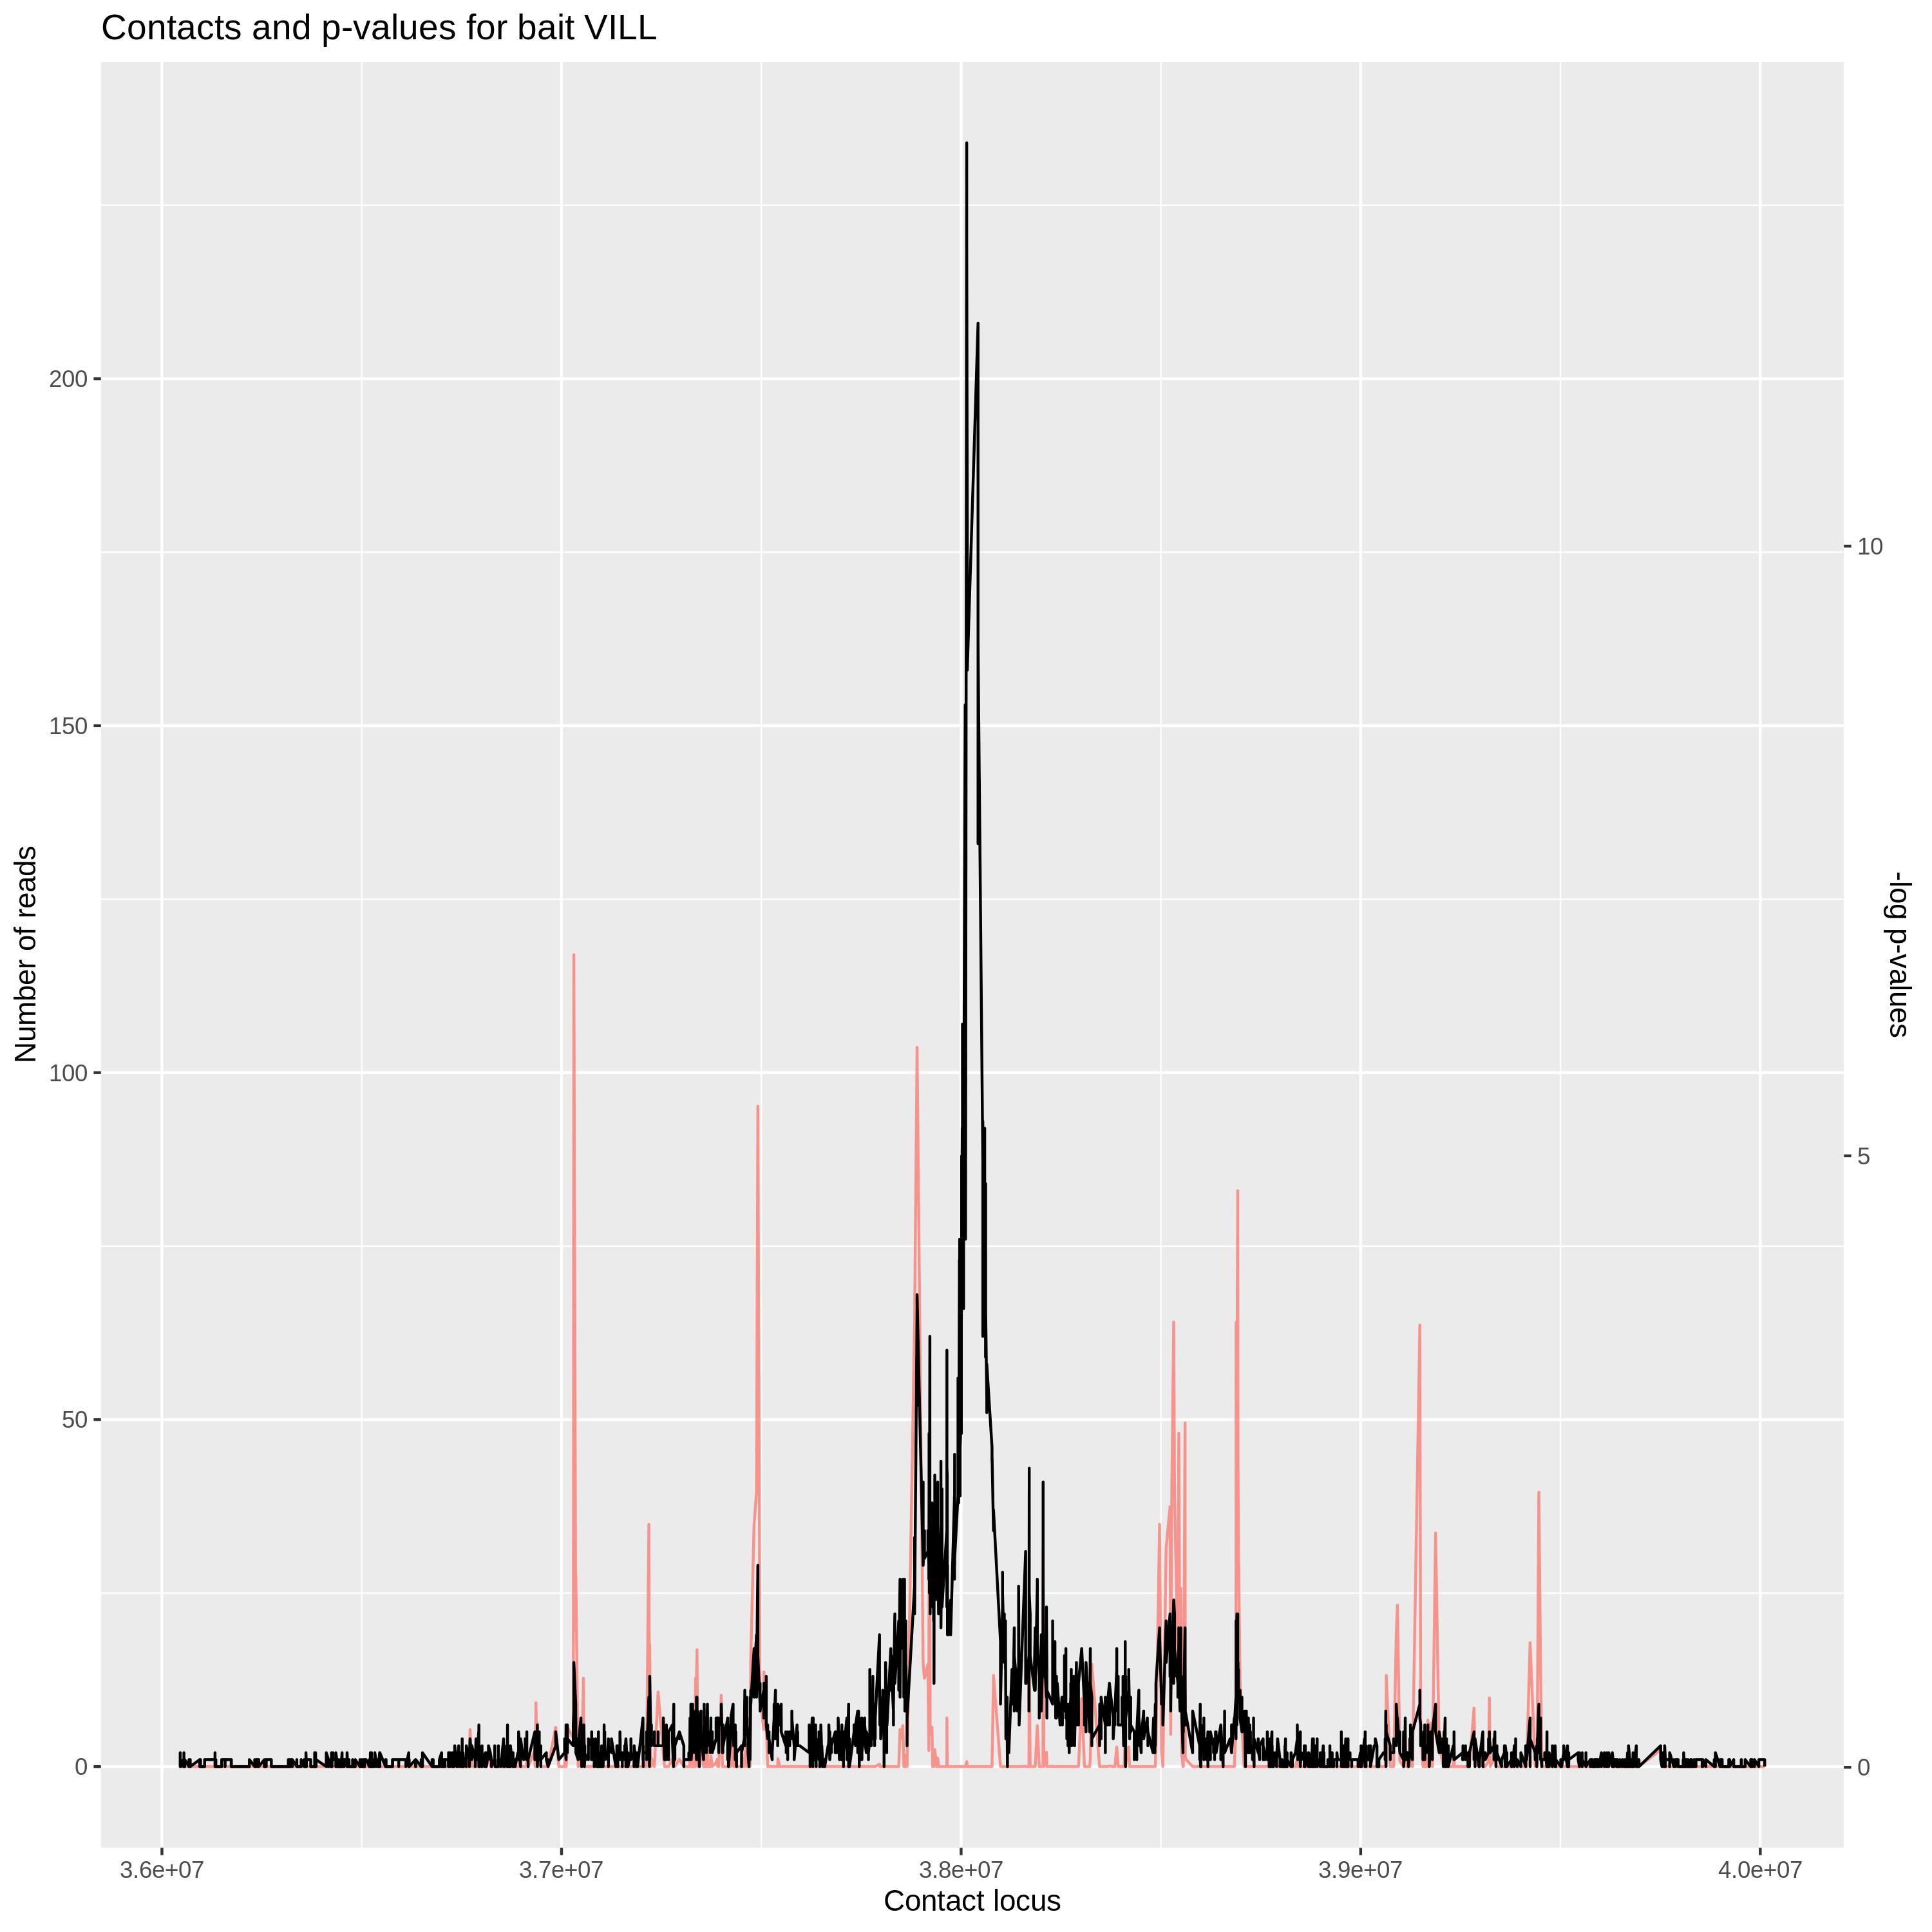 Contacts and p-values for bait VILL
Number of reads
200
150
100
50
0
10
5
0
-log p-values
3.6e+07
3.7e+07
3.8e+07
3.9e+07
4.0e+07
Contact locus